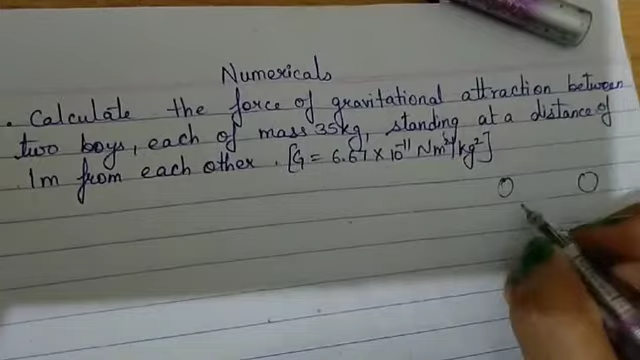 Numericals
. Calculate the force of gravitational attraction between
two boys, each of mass 35kg, standing at a distance of
1m from each other. [G = 6.67 × 10⁻¹¹ Nm²/kg²]